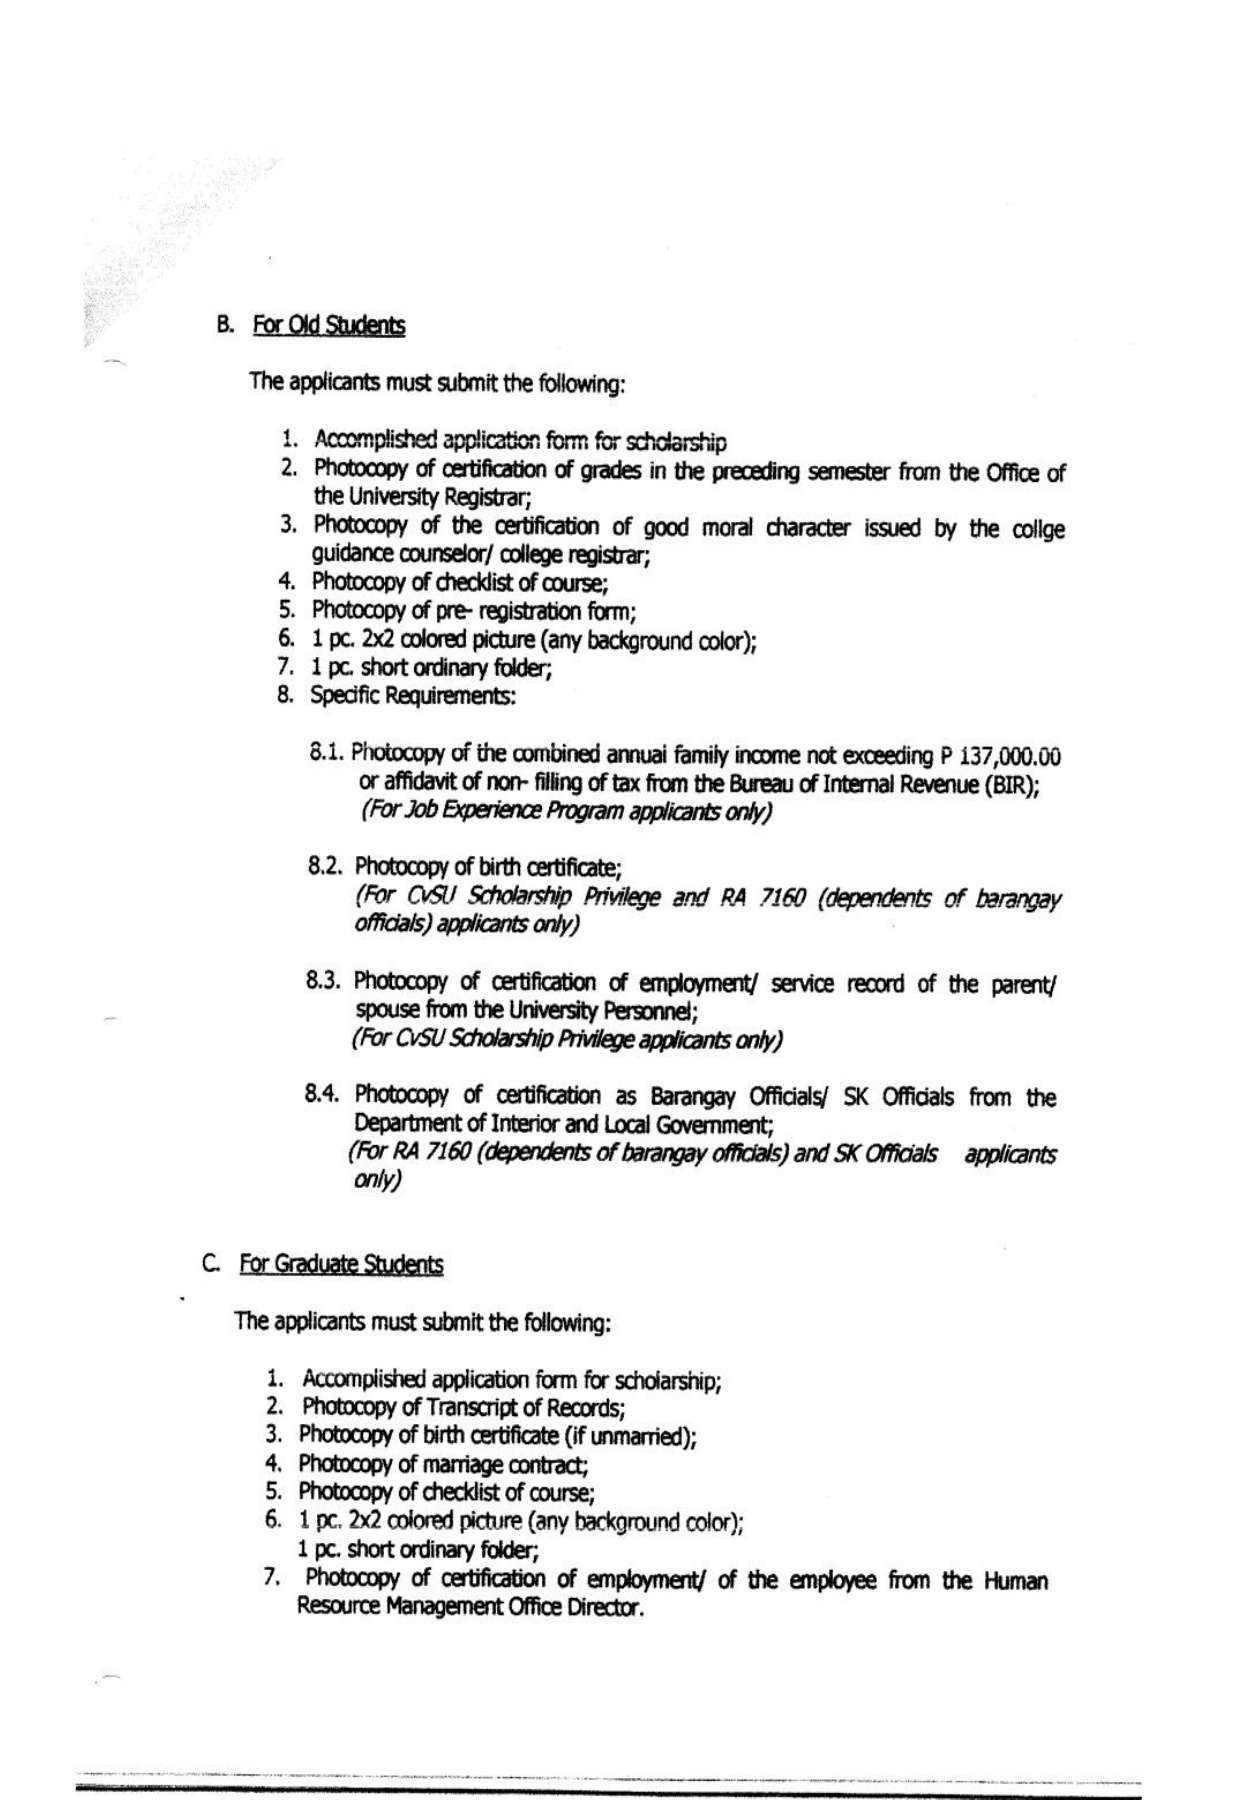 B. For Old Students
The applicants must submit the following:
1. Accomplished application form for scholarship
2. Photocopy of certification of grades in the preceding semester from the Office of
the University Registrar;
3. Photocopy of the certification of good moral character issued by the collge
guidance counselor/ college registrar;
4. Photocopy of checklist of course;
5. Photocopy of pre- registration form;
6. 1 pc. 2x2 colored picture (any background color);
7. 1 pc. short ordinary folder;
8. Specific Requirements:
8.1. Photocopy of the combined annual family income not exceeding P 137,000.00
or affidavit of non- filling of tax from the Bureau of Internal Revenue (BIR);
(For Job Experience Program applicants only)
8.2. Photocopy of birth certificate;
(For CvSU Scholarship Privilege and RA 7160 (dependents of barangay
officials) applicants only)
8.3. Photocopy of certification of employment/ service record of the parent/
spouse from the University Personnel;
(For CvSU Scholarship Privilege applicants only)
8.4. Photocopy of certification as Barangay Officials/ SK Officials from the
Department of Interior and Local Government;
(For RA 7160 (dependents of barangay officials) and SK Officials applicants
only)
C. For Graduate Students
The applicants must submit the following:
1. Accomplished application form for scholarship;
2. Photocopy of Transcript of Records;
3. Photocopy of birth certificate (if unmarried);
4. Photocopy of marriage contract;
5. Photocopy of checklist of course;
6. 1 pc. 2x2 colored picture (any background color);
1 pc. short ordinary folder;
7. Photocopy of certification of employment/ of the employee from the Human
Resource Management Office Director.